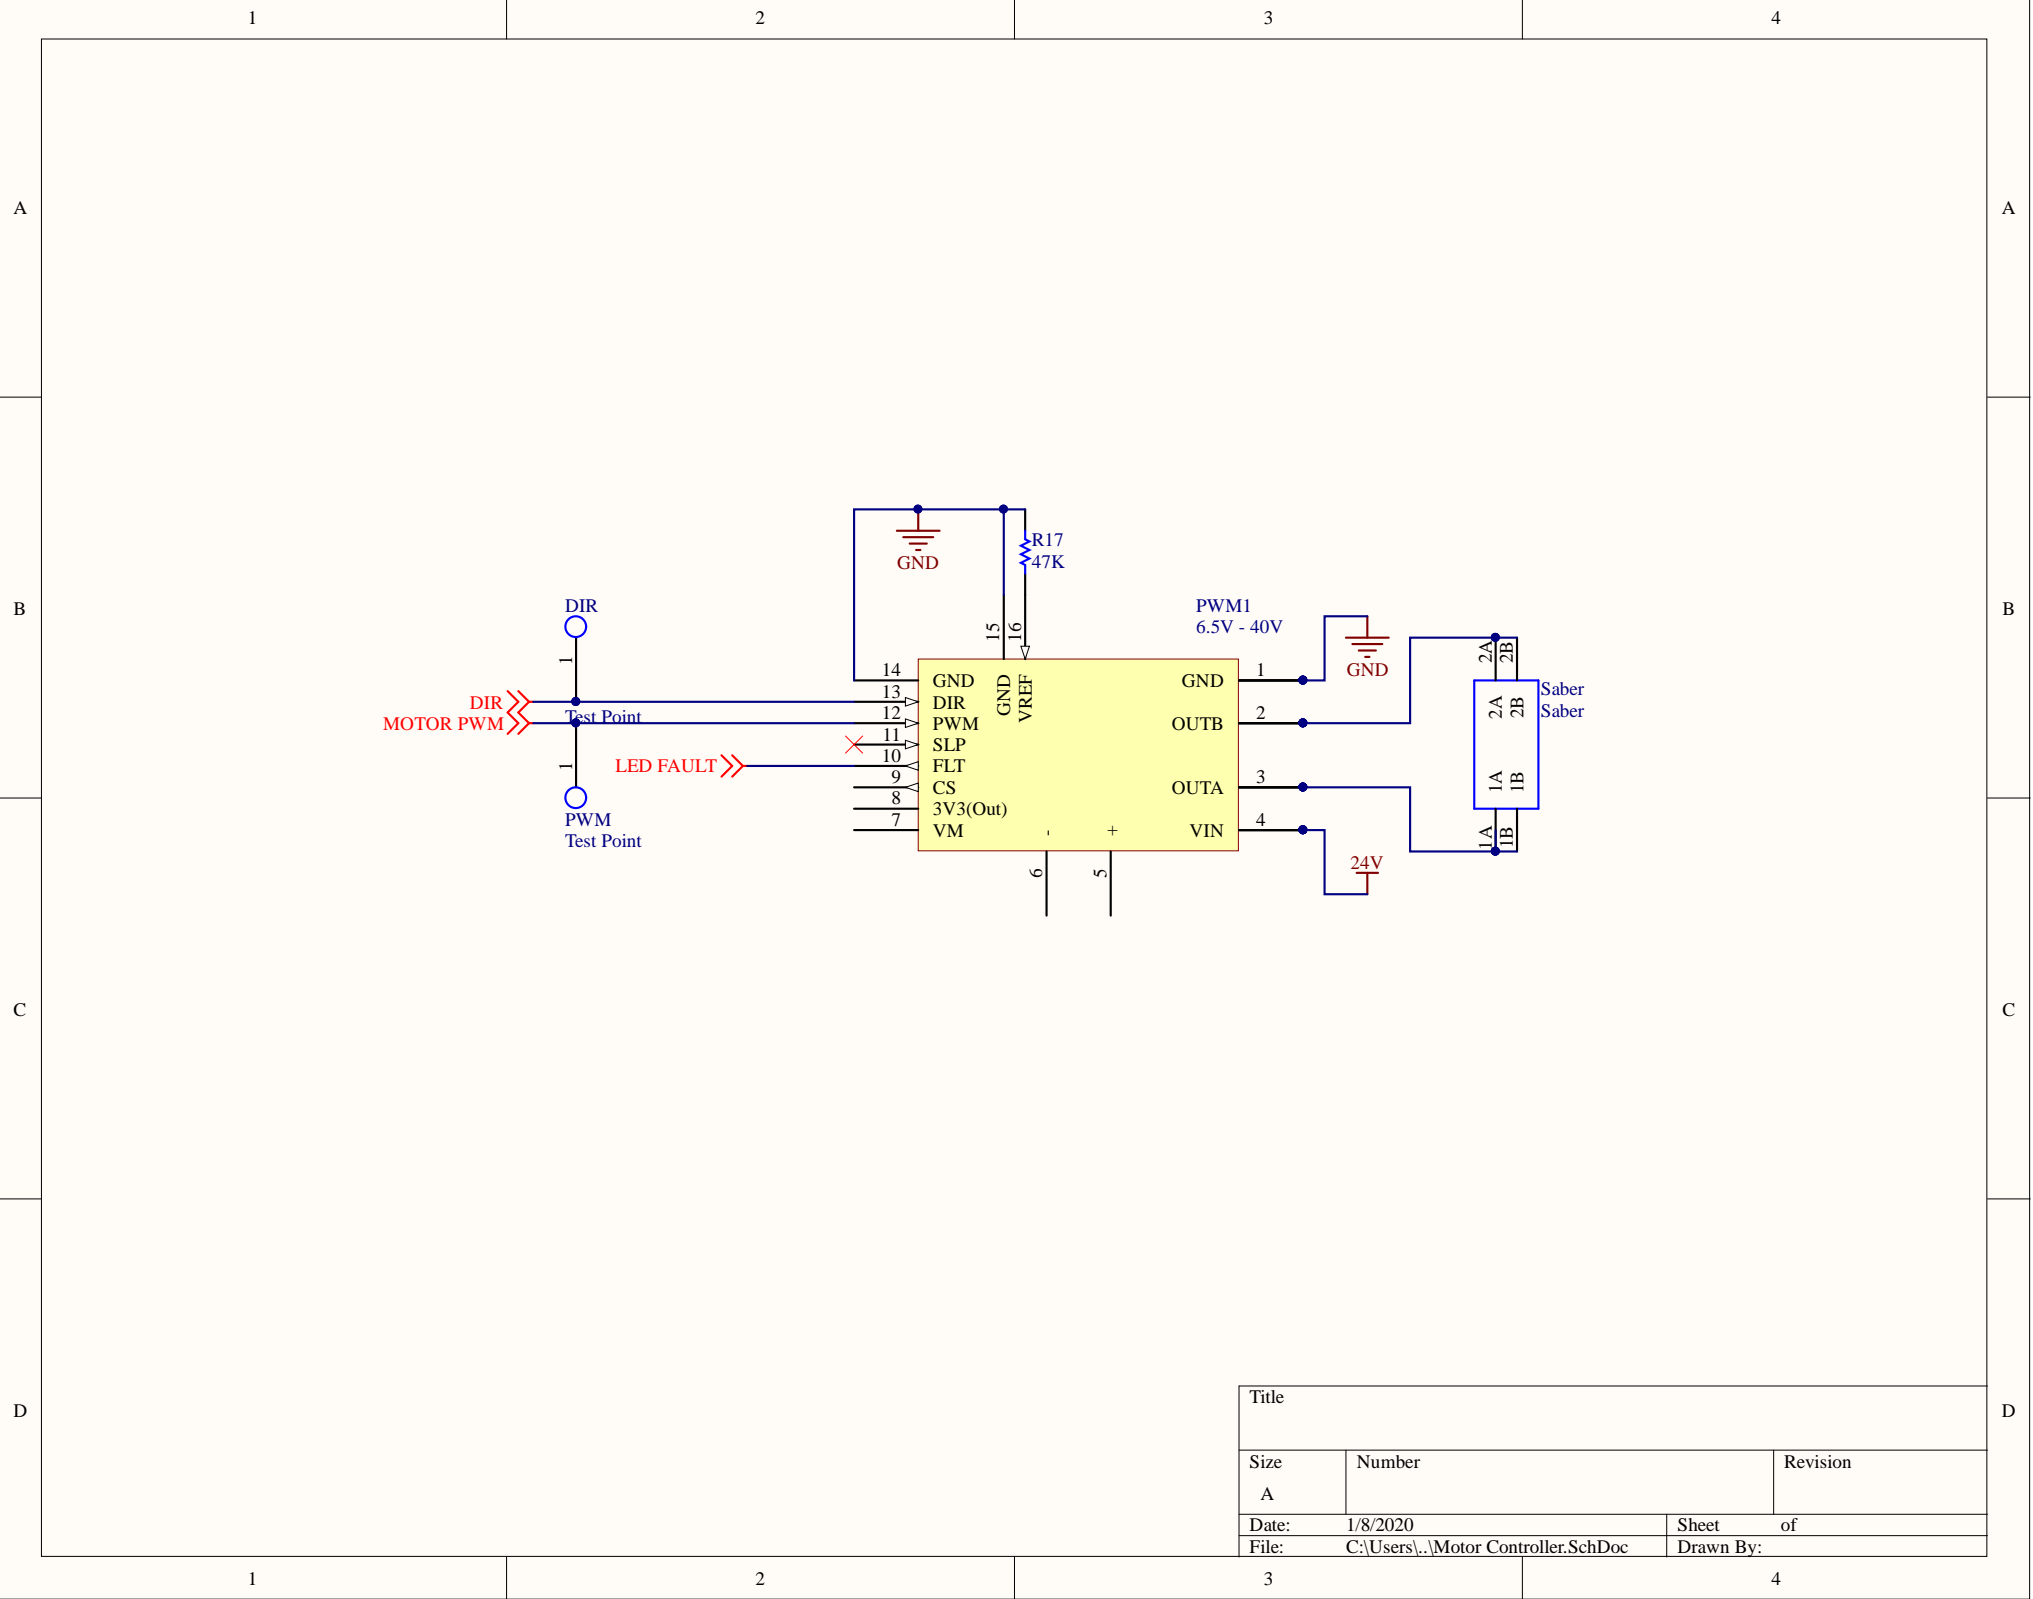 1 2 3 4
A A
B B
C C
D D
1 2 3 4
GND
R17
47K
DIR
1
Test Point
DIR
MOTOR PWM
1
PWM
Test Point
LED FAULT
PWM1
6.5V - 40V
15
16
GND
VREF
14 GND
13 DIR
12 PWM
11 SLP
10 FLT
9 CS
8 3V3(Out)
7 VM
GND 1
OUTB 2
OUTA 3
VIN 4
- +
6 5
GND
24V
2A 2B
2A 2B
Saber
Saber
1A 1B
1A 1B
Title
Size Number Revision
A
Date: 1/8/2020 Sheet of
File: C:\Users\..\Motor Controller.SchDoc Drawn By: